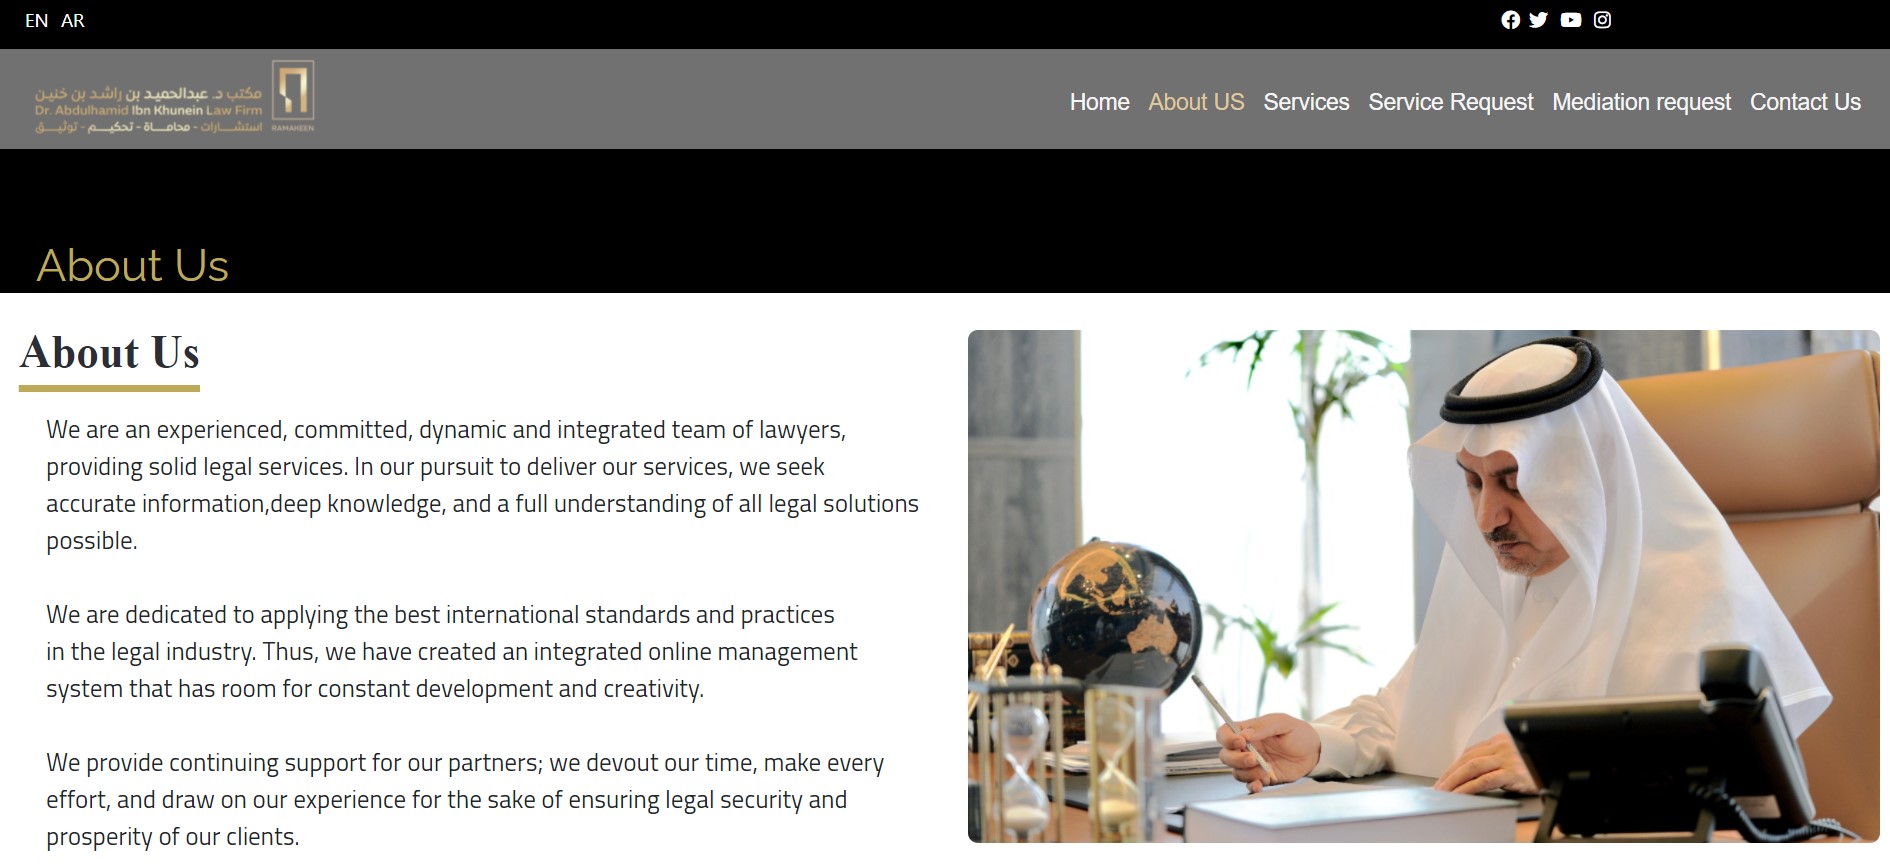 EN AR
مكتب د. عبدالحميد بن راشد بن خنين
Dr. Abdulhamid Ibn Khunein Law Firm
استشارات - محاماة - تحكيم - توثيق
RAMAHEEN
Home About US Services Service Request Mediation request Contact Us
About Us
About Us
We are an experienced, committed, dynamic and integrated team of lawyers,
providing solid legal services. In our pursuit to deliver our services, we seek
accurate information,deep knowledge, and a full understanding of all legal solutions
possible.
We are dedicated to applying the best international standards and practices
in the legal industry. Thus, we have created an integrated online management
system that has room for constant development and creativity.
We provide continuing support for our partners; we devout our time, make every
effort, and draw on our experience for the sake of ensuring legal security and
prosperity of our clients.